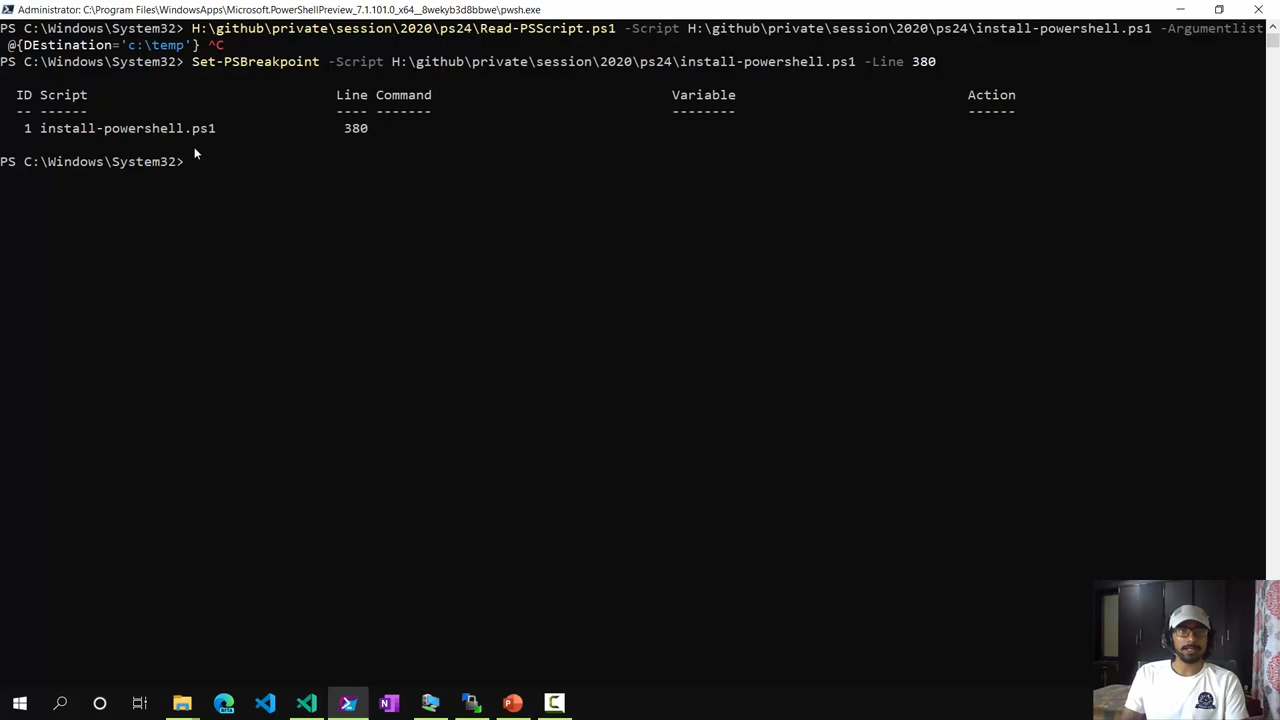 Administrator: C:\Program Files\WindowsApps\Microsoft.PowerShellPreview_7.1.101.0_x64__8wekyb3d8bbwe\pwsh.exe
PS C:\Windows\System32> H:\github\private\session\2020\ps24\Read-PSScript.ps1 -Script H:\github\private\session\2020\ps24\install-powershell.ps1 -Argumentlist
@{DEstination='c:\temp'} ^C
PS C:\Windows\System32> Set-PSBreakpoint -Script H:\github\private\session\2020\ps24\install-powershell.ps1 -Line 380
ID Script Line Command Variable Action
-- ------ ---- ------- -------- ------
1 install-powershell.ps1 380
PS C:\Windows\System32>